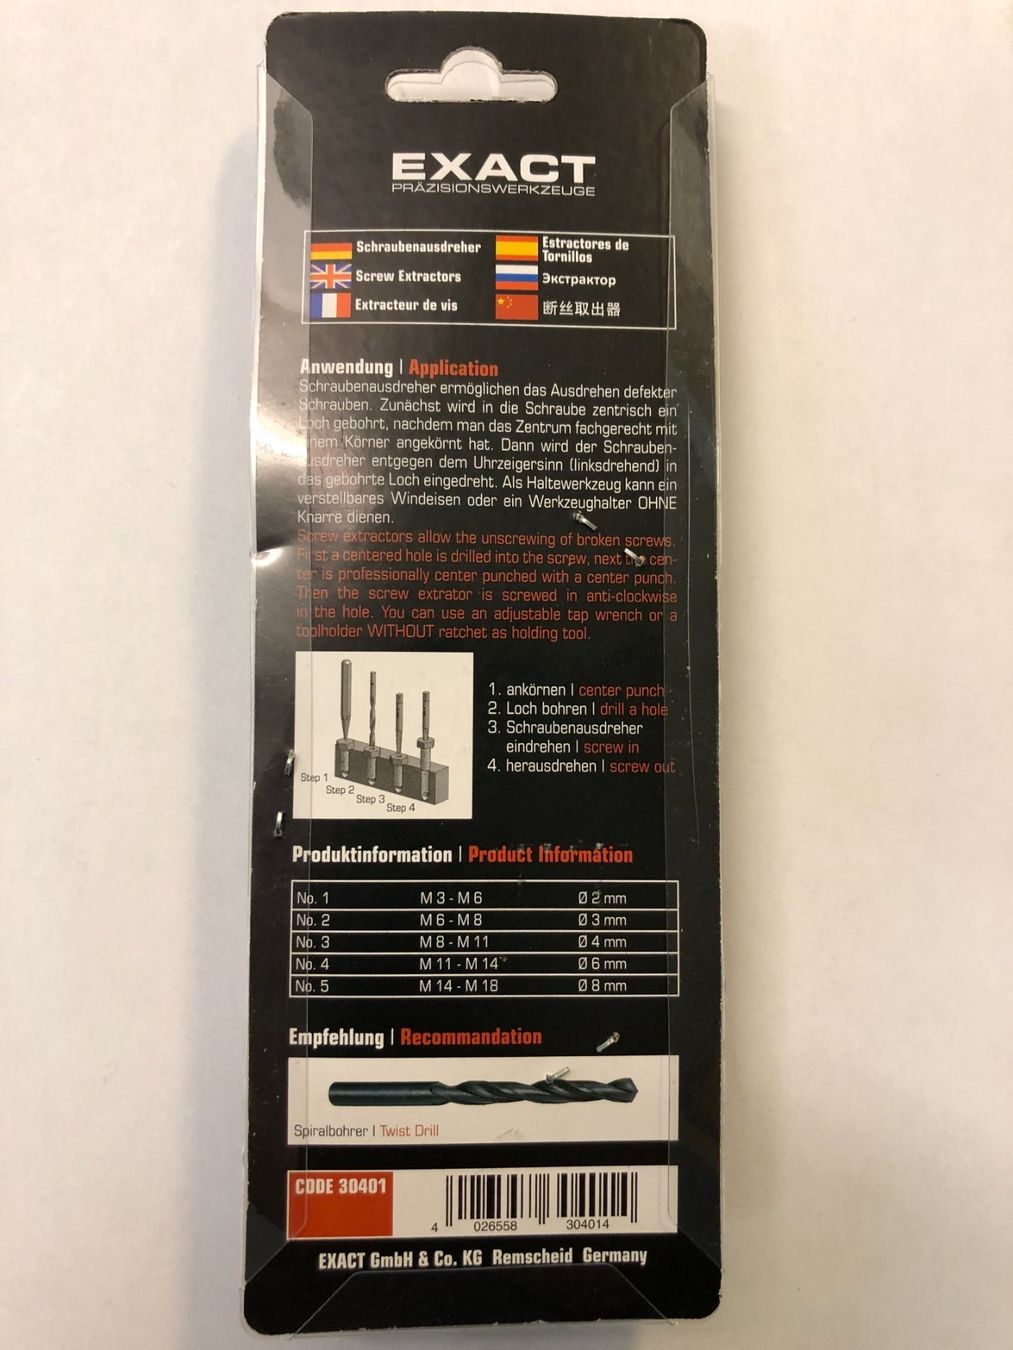 EXACT
PRÄZISIONSWERKZEUGE
Schraubenausdreher
Screw Extractors
Extracteur de vis
Estractores de
Tornillos
Экстрактор
断丝取出器
Anwendung | Application
Schraubenausdreher ermöglichen das Ausdrehen defekter
Schrauben. Zunächst wird in die Schraube zentrisch ein
Loch gebohrt, nachdem man das Zentrum fachgerecht mit
einem Körner angekörnt hat. Dann wird der Schrauben-
ausdreher entgegen dem Uhrzeigersinn (linksdrehend) in
das gebohrte Loch eingedreht. Als Haltewerkzeug kann ein
verstellbares Windeisen oder ein Werkzeughalter OHNE
Knarre dienen.
Screw extractors allow the unscrewing of broken screws.
First a centered hole is drilled into the screw, next the cen-
ter is professionally center punched with a center punch.
Then the screw extrator is screwed in anti-clockwise
in the hole. You can use an adjustable tap wrench or a
toolholder WITHOUT ratchet as holding tool.
Step 1
Step 2
Step 3
Step 4
1. ankörnen | center punch
2. Loch bohren | drill a hole
3. Schraubenausdreher
eindrehen | screw in
4. herausdrehen | screw out
Produktinformation | Product Information
No. 1 M 3 - M 6 Ø 2 mm
No. 2 M 6 - M 8 Ø 3 mm
No. 3 M 8 - M 11 Ø 4 mm
No. 4 M 11 - M 14 Ø 6 mm
No. 5 M 14 - M 18 Ø 8 mm
Empfehlung | Recommandation
Spiralbohrer | Twist Drill
CODE 30401
4 026558 304014
EXACT GmbH & Co. KG Remscheid Germany